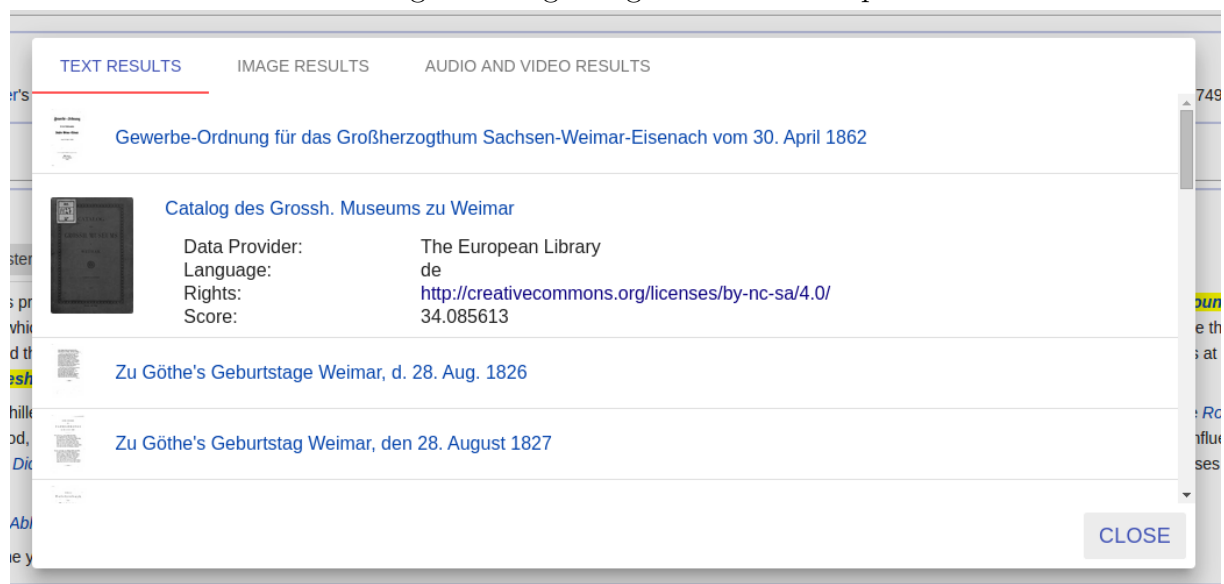 TEXT RESULTS IMAGE RESULTS AUDIO AND VIDEO RESULTS
Gewerbe-Ordnung für das Großherzogthum Sachsen-Weimar-Eisenach vom 30. April 1862
Catalog des Grossh. Museums zu Weimar
Data Provider: The European Library
Language: de
Rights: http://creativecommons.org/licenses/by-nc-sa/4.0/
Score: 34.085613
Zu Göthe's Geburtstage Weimar, d. 28. Aug. 1826
Zu Göthe's Geburtstag Weimar, den 28. August 1827
CLOSE